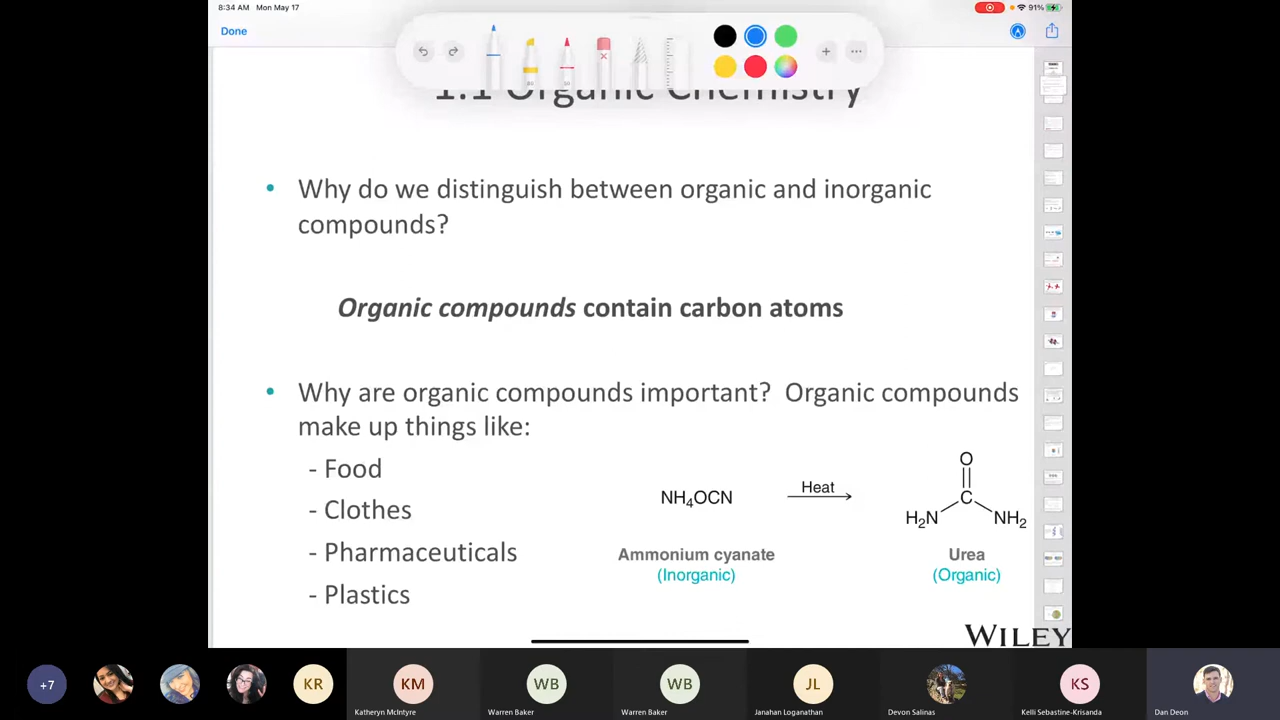 8:34 AM Mon May 17
91%
Done
1.1 Organic Chemistry
• Why do we distinguish between organic and inorganic
compounds?
Organic compounds contain carbon atoms
• Why are organic compounds important? Organic compounds
make up things like:
- Food
- Clothes
- Pharmaceuticals
- Plastics
NH₄OCN
Heat
O
C
H₂N
NH₂
Ammonium cyanate
(Inorganic)
Urea
(Organic)
WILEY
+7
KR
KM
Katheryn McIntyre
WB
Warren Baker
WB
Warren Baker
JL
Janahan Loganathan
Devon Salinas
KS
Kelli Sebastine-Krisanda
Dan Deon